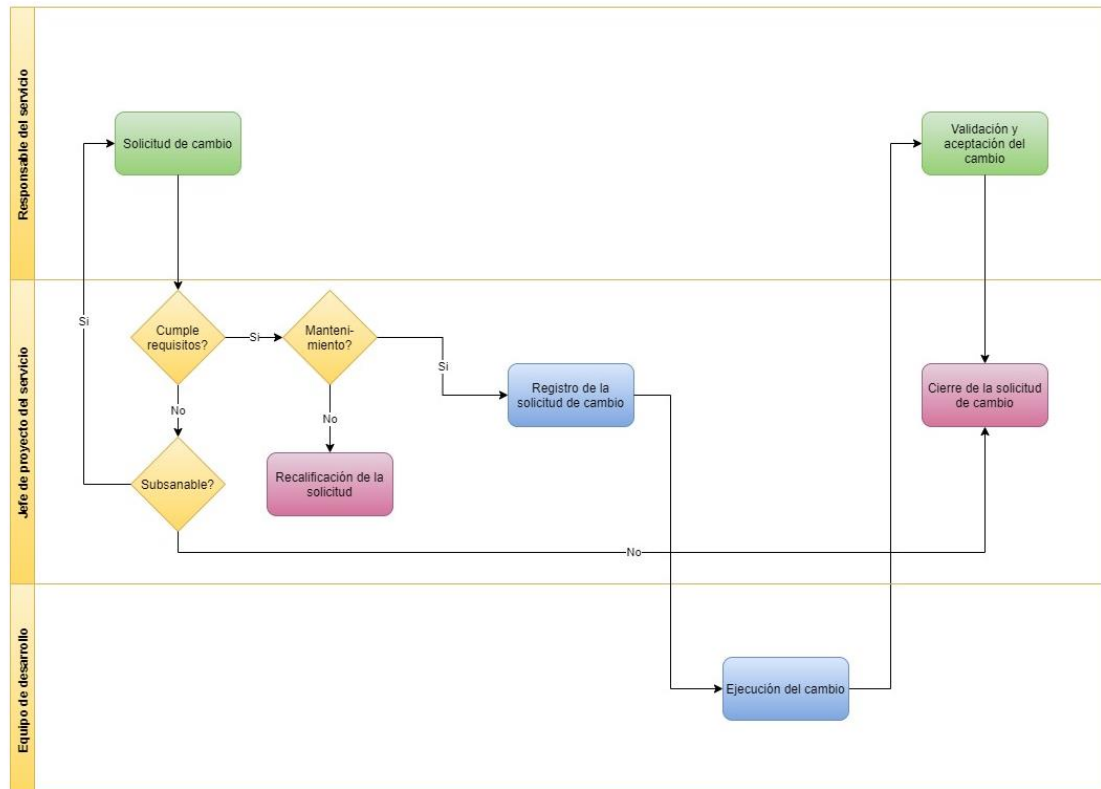 Responsable del servicio
Solicitud de cambio
Validación y
aceptación del
cambio
Jefe de proyecto del servicio
Si
Cumple
requisitos?
Si
Manteni-
miento?
Si
Registro de la
solicitud de cambio
Cierre de la solicitud
de cambio
No
No
Subsanable?
Recalificación de la
solicitud
No
Equipo de desarrollo
Ejecución del cambio